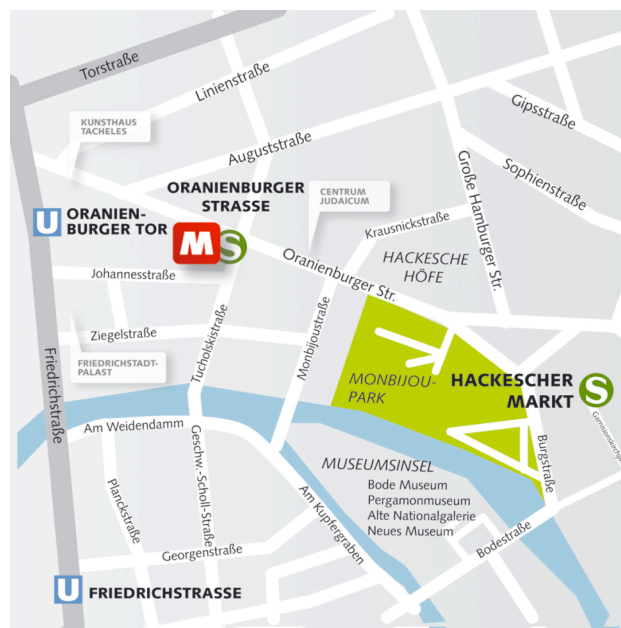 Torstraße
Linienstraße
Gipsstraße
KUNSTHAUS
TACHELES
Auguststraße
Sophienstraße
Große Hamburger Str.
ORANIENBURGER
STRASSE
CENTRUM
JUDAICUM
U ORANIEN-
BURGER TOR
M S
Krausnickstraße
HACKESCHE
HÖFE
Oranienburger Str.
Johannesstraße
Ziegelstraße
Tucholskistraße
Monbijoustraße
Friedrichstraße
FRIEDRICHSTADT-
PALAST
MONBIJOU-
PARK
HACKESCHER
MARKT
S
Am Weidendamm
Geschw.-Scholl-Straße
Burgstraße
MUSEUMSINSEL
Bode Museum
Pergamonmuseum
Alte Nationalgalerie
Neues Museum
Planckstraße
Am Kupfergraben
Bodestraße
Georgenstraße
U FRIEDRICHSTRASSE